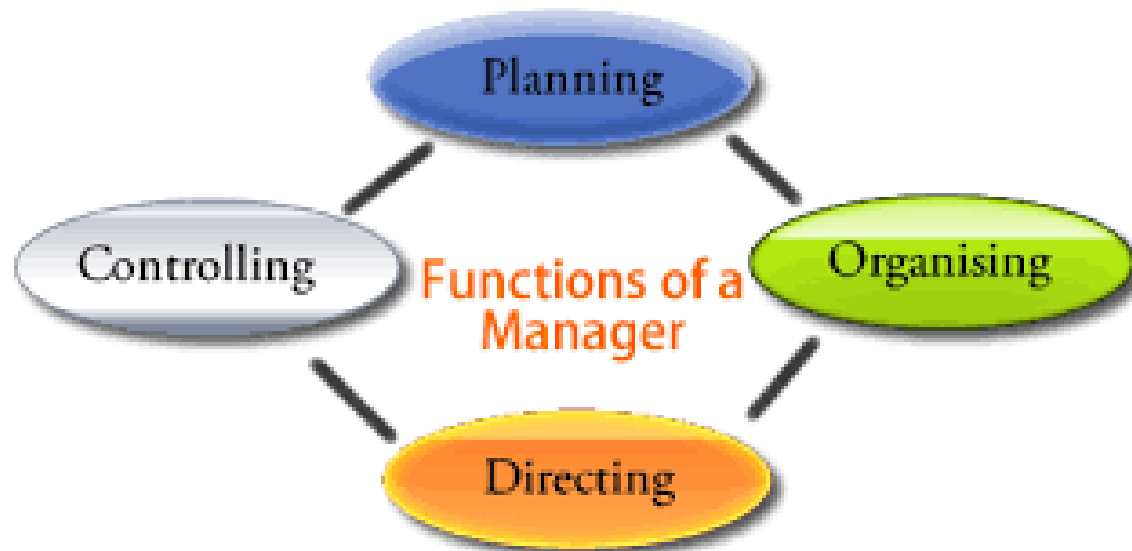 Planning
Controlling
Organising
Functions of a
Manager
Directing